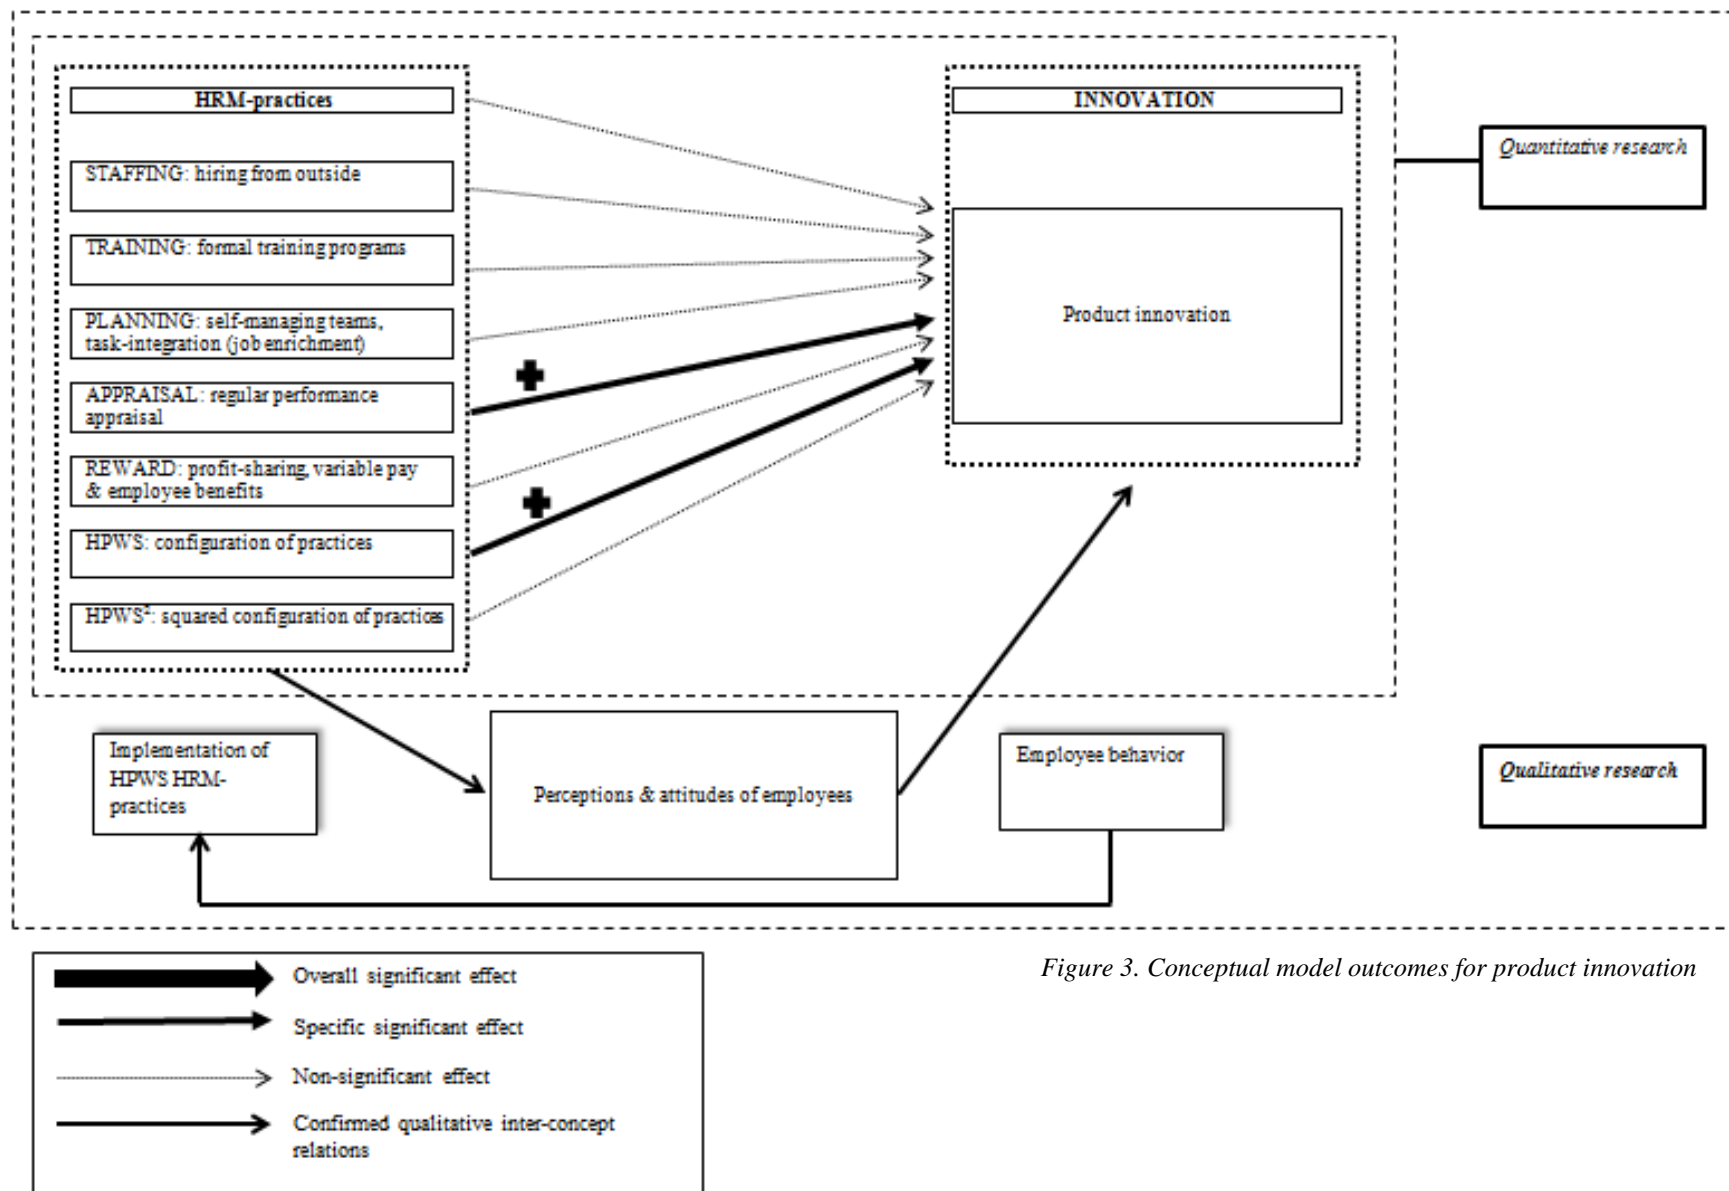 HRM-practices
STAFFING: hiring from outside
TRAINING: formal training programs
PLANNING: self-managing teams,
task-integration (job enrichment)
APPRAISAL: regular performance
appraisal
REWARD: profit-sharing, variable pay
& employee benefits
HPWS: configuration of practices
HPWS²: squared configuration of practices
INNOVATION
Product innovation
Quantitative research
Implementation of
HPWS HRM-
practices
Perceptions & attitudes of employees
Employee behavior
Qualitative research
Figure 3. Conceptual model outcomes for product innovation
Overall significant effect
Specific significant effect
Non-significant effect
Confirmed qualitative inter-concept
relations